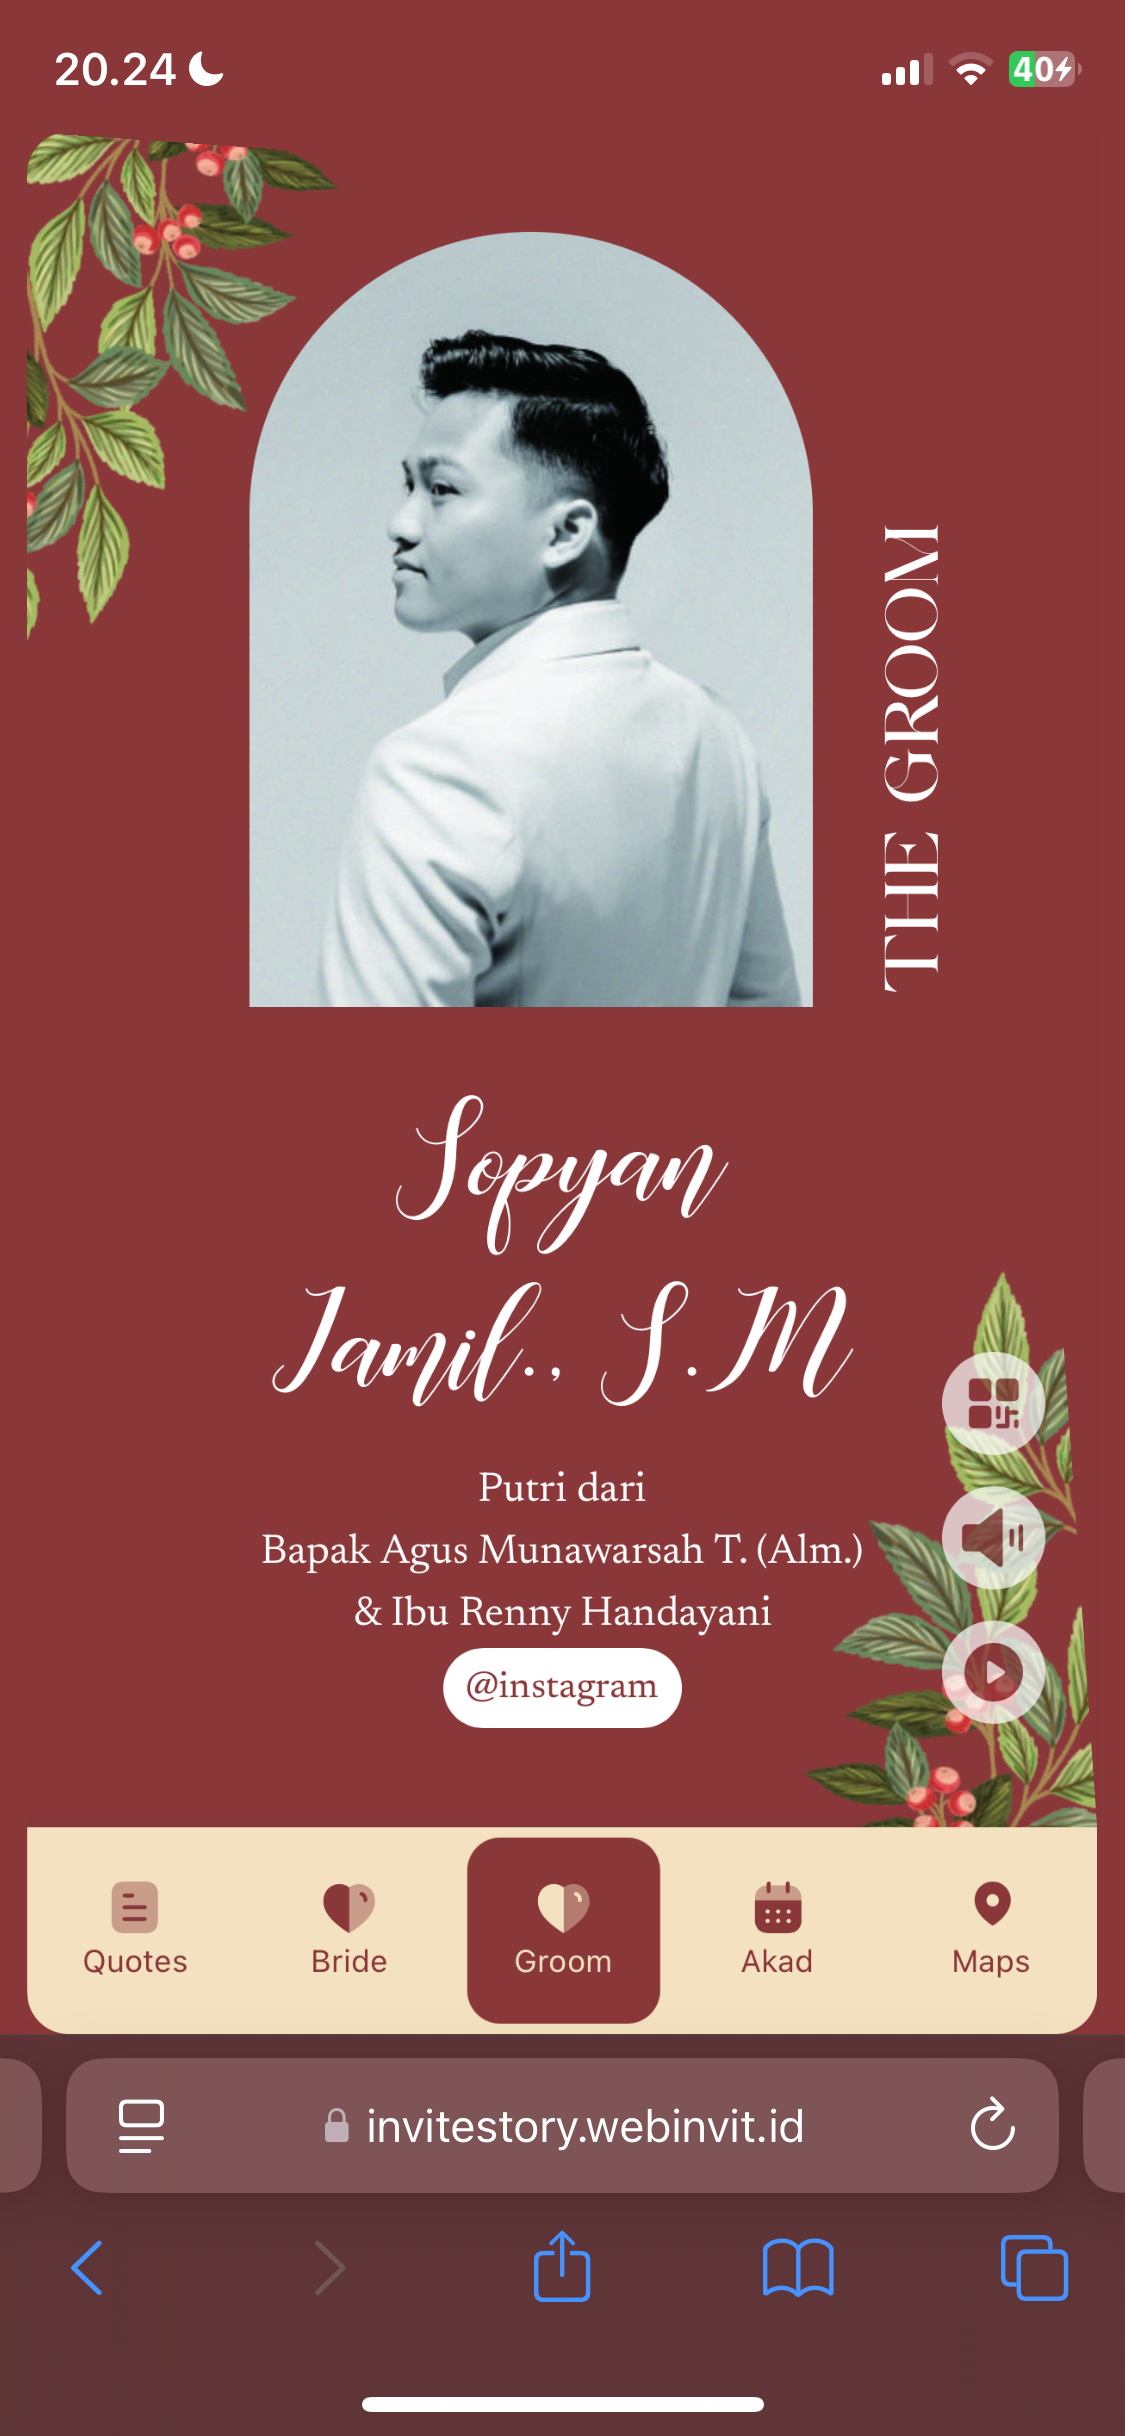 20.24
40
THE GROOM
Sopyan
Jamil., S.M
Putri dari
Bapak Agus Munawarsah T. (Alm.)
& Ibu Renny Handayani
@instagram
Quotes
Bride
Groom
Akad
Maps
invitestory.webinvit.id